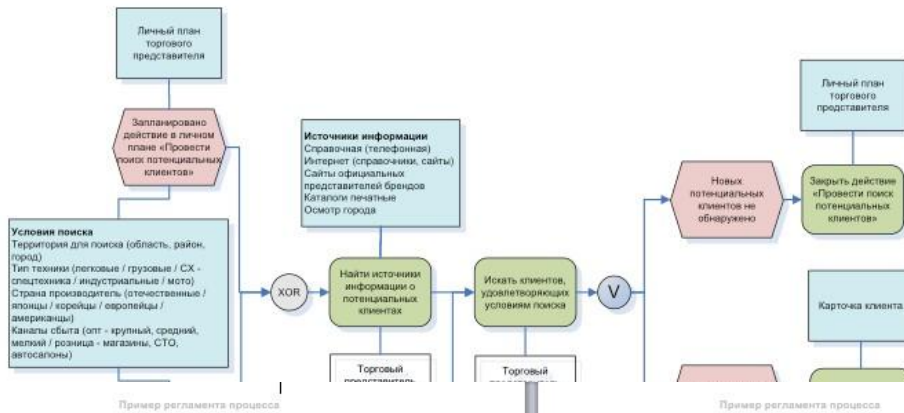 Личный план
торгового
представителя
Запланировано
действие в личном
плане «Провести
поиск потенциальных
клиентов»
Условия поиска
Территория для поиска (область, район,
город)
Тип техники (легковые / грузовые / СХ -
спецтехника / индустриальные / мото)
Страна производитель (отечественные /
японцы / корейцы / европейцы /
американцы)
Каналы сбыта (опт - крупный, средний,
мелкий / розница - магазины, СТО,
автосалоны)
XOR
Источники информации
Справочная (телефонная)
Интернет (справочники, сайты)
Сайты официальных
представителей брендов
Каталоги печатные
Осмотр города
Найти источники
информации о
потенциальных
клиентах
Торговый
представитель
Искать клиентов,
удовлетворяющих
условиям поиска
Торговый
V
Новых
потенциальных
клиентов не
обнаружено
Личный план
торгового
представителя
Закрыть действие
«Провести поиск
потенциальных
клиентов»
Карточка клиента
Пример регламента процесса
Пример регламента процесса